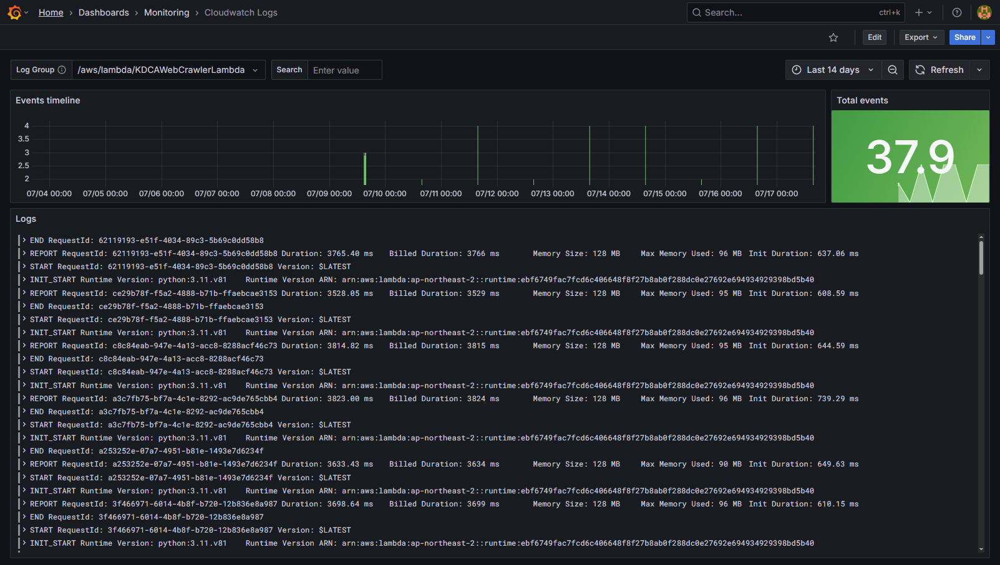 Home › Dashboards › Monitoring › Cloudwatch Logs
Search... ctrl+k
Edit Export Share
Log Group /aws/lambda/KDCAWebCrawlerLambda Search Enter value Last 14 days Refresh
Events timeline
4
3.5
3
2.5
2
07/04 00:00 07/05 00:00 07/06 00:00 07/07 00:00 07/08 00:00 07/09 00:00 07/10 00:00 07/11 00:00 07/12 00:00 07/13 00:00 07/14 00:00 07/15 00:00 07/16 00:00 07/17 00:00
Total events
37.9
Logs
END RequestId: 62119193-e51f-4034-89c3-5b69c0dd58b8
REPORT RequestId: 62119193-e51f-4034-89c3-5b69c0dd58b8 Duration: 3765.40 ms Billed Duration: 3766 ms Memory Size: 128 MB Max Memory Used: 96 MB Init Duration: 637.06 ms
START RequestId: 62119193-e51f-4034-89c3-5b69c0dd58b8 Version: $LATEST
INIT_START Runtime Version: python:3.11.v81 Runtime Version ARN: arn:aws:lambda:ap-northeast-2::runtime:ebf6749fac7fcd6c406648f8f27b8ab0f288dc0e27692e694934929398bd5b40
REPORT RequestId: ce29b78f-f5a2-4888-b71b-ffaebcae3153 Duration: 3528.05 ms Billed Duration: 3529 ms Memory Size: 128 MB Max Memory Used: 95 MB Init Duration: 608.59 ms
END RequestId: ce29b78f-f5a2-4888-b71b-ffaebcae3153
START RequestId: ce29b78f-f5a2-4888-b71b-ffaebcae3153 Version: $LATEST
INIT_START Runtime Version: python:3.11.v81 Runtime Version ARN: arn:aws:lambda:ap-northeast-2::runtime:ebf6749fac7fcd6c406648f8f27b8ab0f288dc0e27692e694934929398bd5b40
REPORT RequestId: c8c84eab-947e-4a13-acc8-8288acf46c73 Duration: 3814.82 ms Billed Duration: 3815 ms Memory Size: 128 MB Max Memory Used: 95 MB Init Duration: 644.59 ms
END RequestId: c8c84eab-947e-4a13-acc8-8288acf46c73
START RequestId: c8c84eab-947e-4a13-acc8-8288acf46c73 Version: $LATEST
INIT_START Runtime Version: python:3.11.v81 Runtime Version ARN: arn:aws:lambda:ap-northeast-2::runtime:ebf6749fac7fcd6c406648f8f27b8ab0f288dc0e27692e694934929398bd5b40
REPORT RequestId: a3c7fb75-bf7a-4c1e-8292-ac9de765cbb4 Duration: 3823.00 ms Billed Duration: 3824 ms Memory Size: 128 MB Max Memory Used: 96 MB Init Duration: 739.29 ms
END RequestId: a3c7fb75-bf7a-4c1e-8292-ac9de765cbb4
START RequestId: a3c7fb75-bf7a-4c1e-8292-ac9de765cbb4 Version: $LATEST
INIT_START Runtime Version: python:3.11.v81 Runtime Version ARN: arn:aws:lambda:ap-northeast-2::runtime:ebf6749fac7fcd6c406648f8f27b8ab0f288dc0e27692e694934929398bd5b40
END RequestId: a253252e-07a7-4951-b81e-1493e7d6234f
REPORT RequestId: a253252e-07a7-4951-b81e-1493e7d6234f Duration: 3633.43 ms Billed Duration: 3634 ms Memory Size: 128 MB Max Memory Used: 90 MB Init Duration: 649.63 ms
START RequestId: a253252e-07a7-4951-b81e-1493e7d6234f Version: $LATEST
INIT_START Runtime Version: python:3.11.v81 Runtime Version ARN: arn:aws:lambda:ap-northeast-2::runtime:ebf6749fac7fcd6c406648f8f27b8ab0f288dc0e27692e694934929398bd5b40
REPORT RequestId: 3f466971-6014-4b8f-b720-12b836e8a987 Duration: 3698.64 ms Billed Duration: 3699 ms Memory Size: 128 MB Max Memory Used: 96 MB Init Duration: 610.15 ms
END RequestId: 3f466971-6014-4b8f-b720-12b836e8a987
START RequestId: 3f466971-6014-4b8f-b720-12b836e8a987 Version: $LATEST
INIT_START Runtime Version: python:3.11.v81 Runtime Version ARN: arn:aws:lambda:ap-northeast-2::runtime:ebf6749fac7fcd6c406648f8f27b8ab0f288dc0e27692e694934929398bd5b40